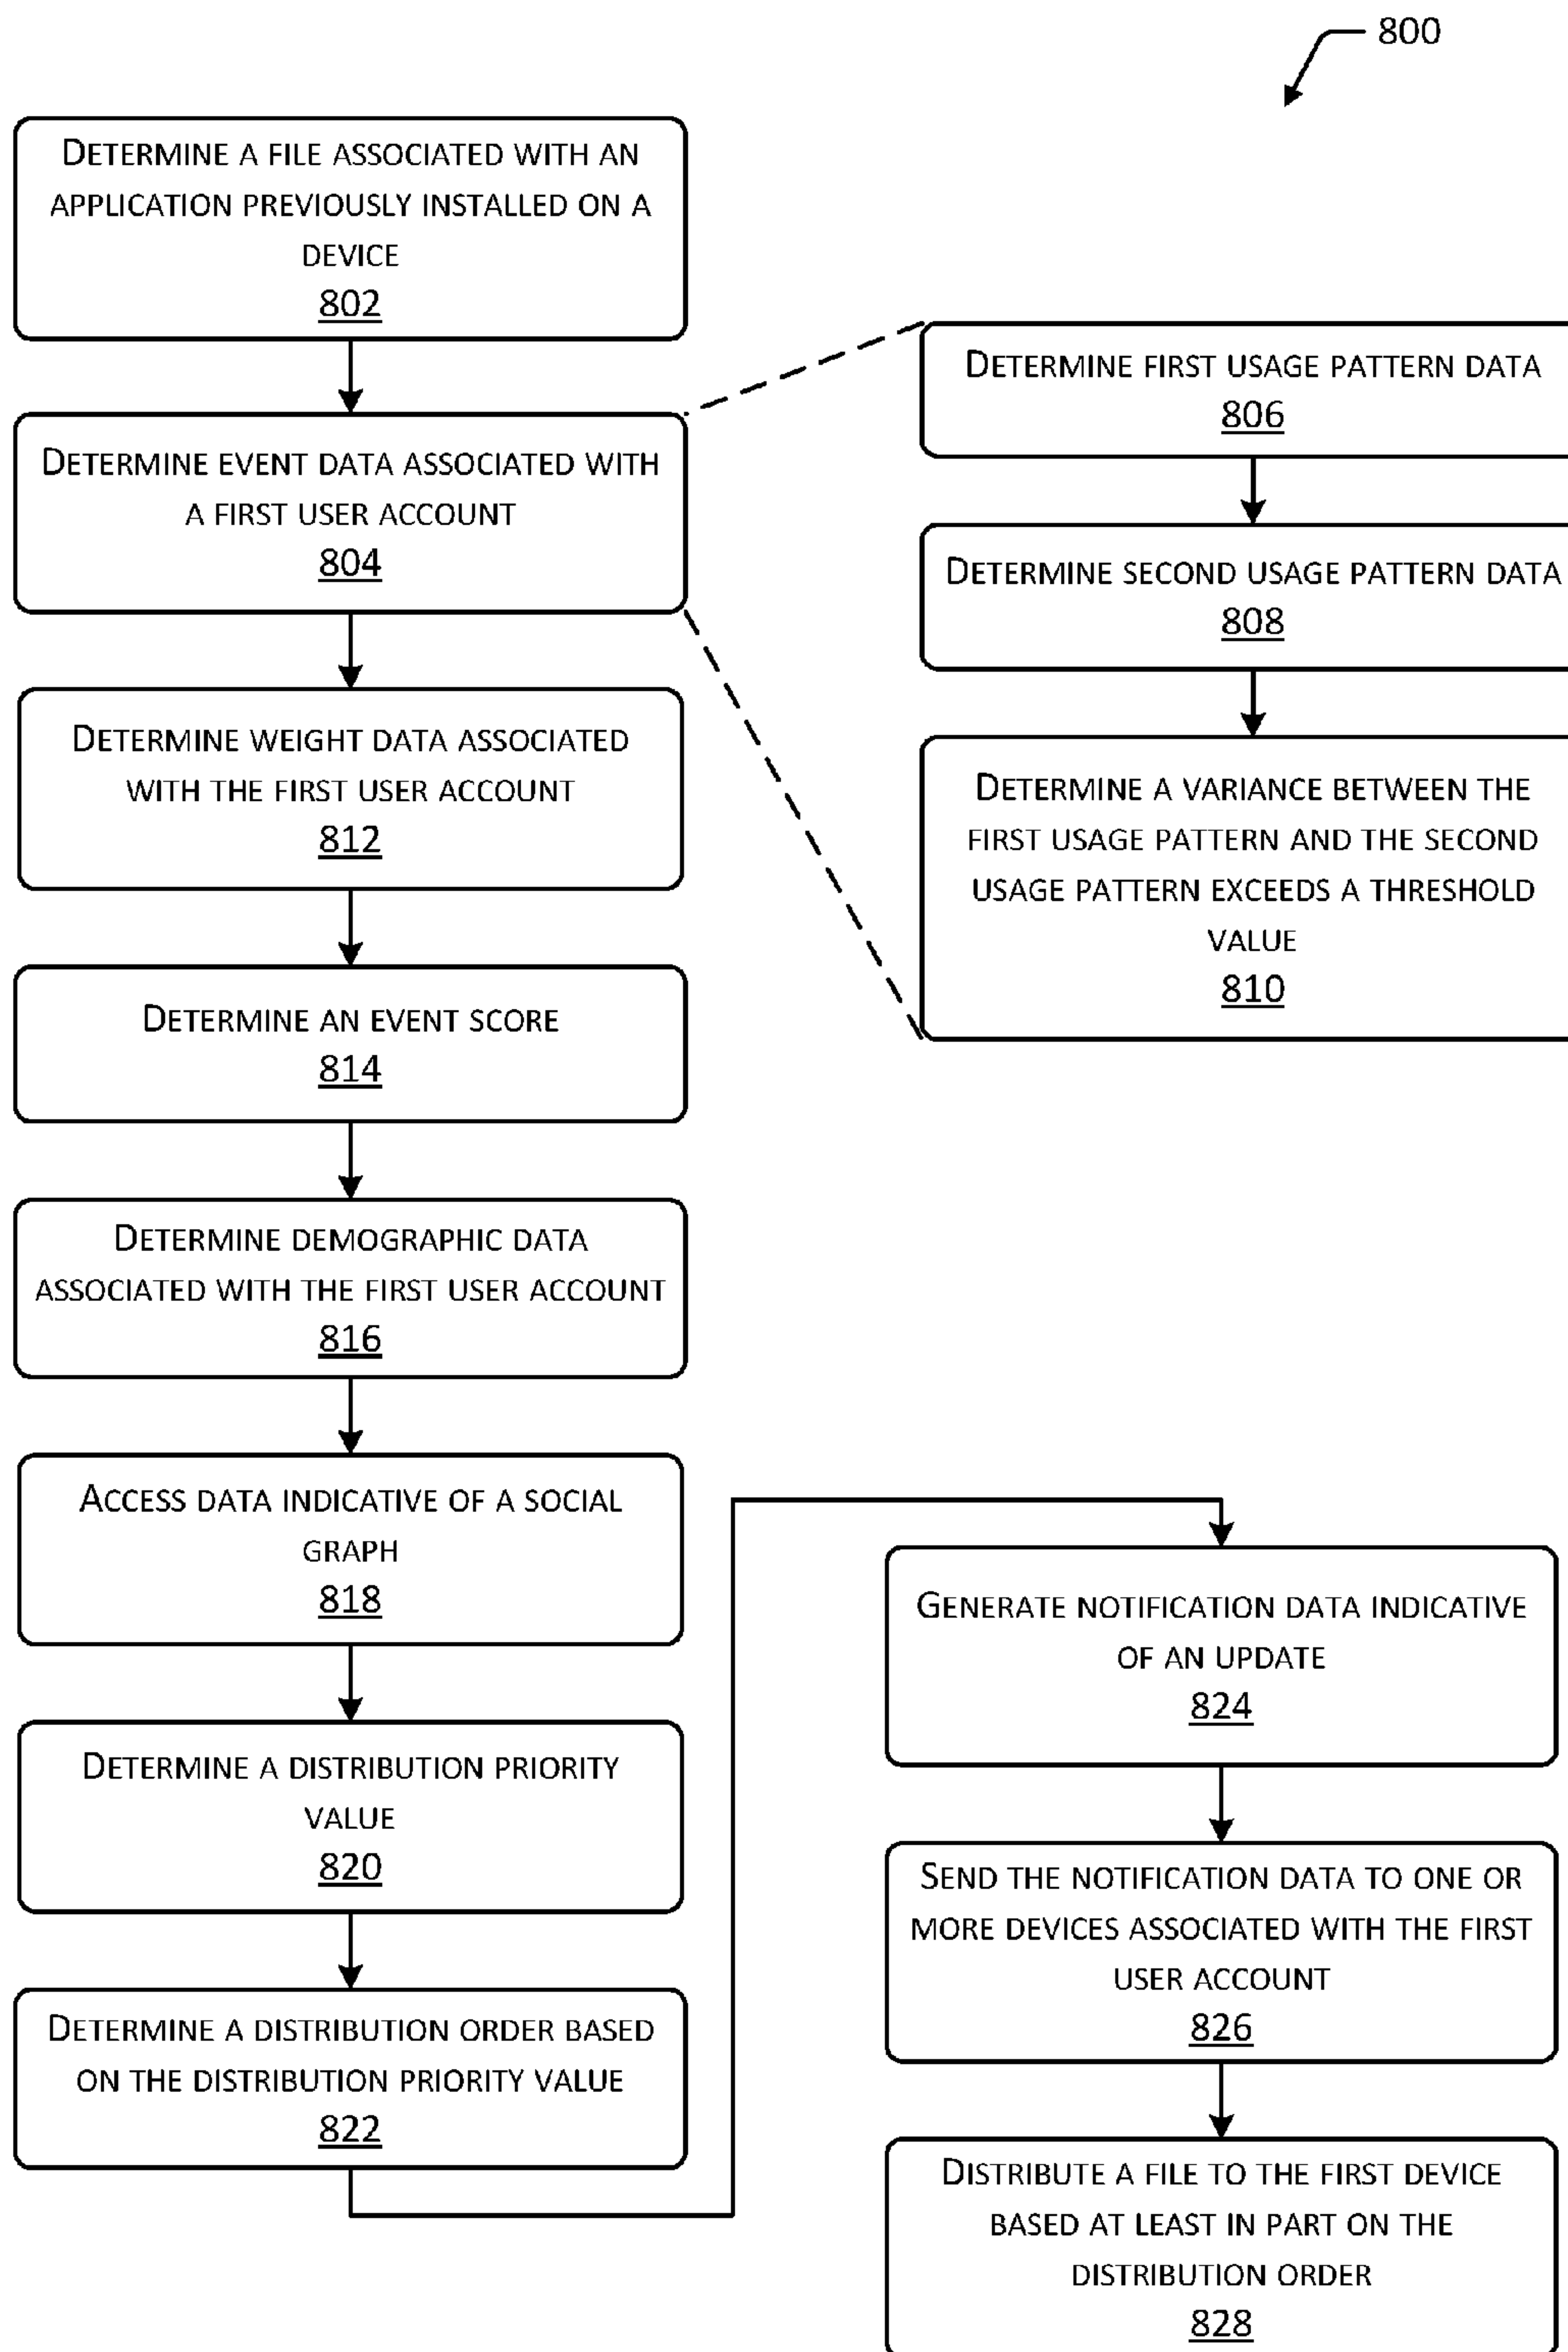 800
DETERMINE A FILE ASSOCIATED WITH AN
APPLICATION PREVIOUSLY INSTALLED ON A
DEVICE
802
DETERMINE EVENT DATA ASSOCIATED WITH
A FIRST USER ACCOUNT
804
DETERMINE FIRST USAGE PATTERN DATA
806
DETERMINE SECOND USAGE PATTERN DATA
808
DETERMINE A VARIANCE BETWEEN THE
FIRST USAGE PATTERN AND THE SECOND
USAGE PATTERN EXCEEDS A THRESHOLD
VALUE
810
DETERMINE WEIGHT DATA ASSOCIATED
WITH THE FIRST USER ACCOUNT
812
DETERMINE AN EVENT SCORE
814
DETERMINE DEMOGRAPHIC DATA
ASSOCIATED WITH THE FIRST USER ACCOUNT
816
ACCESS DATA INDICATIVE OF A SOCIAL
GRAPH
818
DETERMINE A DISTRIBUTION PRIORITY
VALUE
820
DETERMINE A DISTRIBUTION ORDER BASED
ON THE DISTRIBUTION PRIORITY VALUE
822
GENERATE NOTIFICATION DATA INDICATIVE
OF AN UPDATE
824
SEND THE NOTIFICATION DATA TO ONE OR
MORE DEVICES ASSOCIATED WITH THE FIRST
USER ACCOUNT
826
DISTRIBUTE A FILE TO THE FIRST DEVICE
BASED AT LEAST IN PART ON THE
DISTRIBUTION ORDER
828